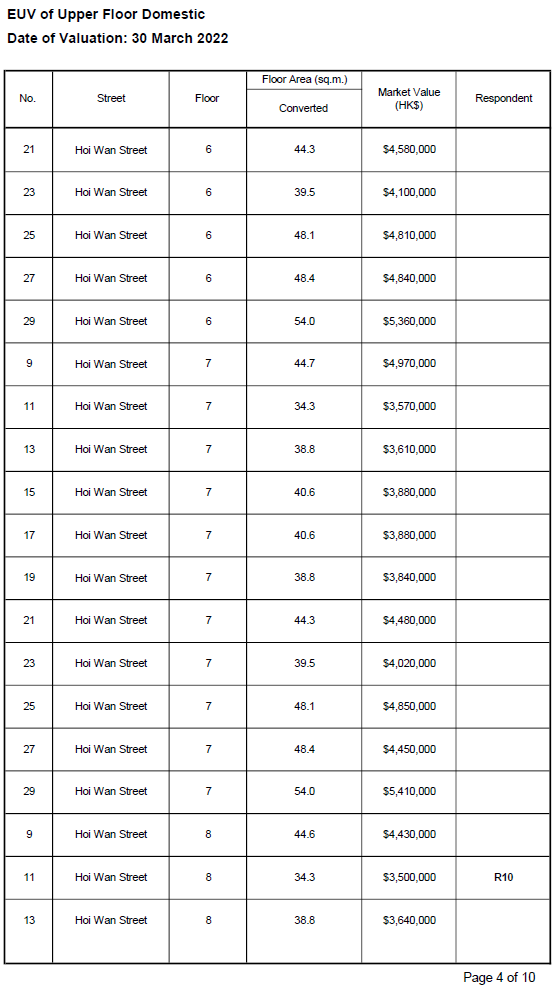 EUV of Upper Floor Domestic
Date of Valuation: 30 March 2022
No. Street Floor Floor Area (sq.m.) Converted Market Value (HK$) Respondent
21 Hoi Wan Street 6 44.3 $4,580,000
23 Hoi Wan Street 6 39.5 $4,100,000
25 Hoi Wan Street 6 48.1 $4,810,000
27 Hoi Wan Street 6 48.4 $4,840,000
29 Hoi Wan Street 6 54.0 $5,360,000
9 Hoi Wan Street 7 44.7 $4,970,000
11 Hoi Wan Street 7 34.3 $3,570,000
13 Hoi Wan Street 7 38.8 $3,610,000
15 Hoi Wan Street 7 40.6 $3,880,000
17 Hoi Wan Street 7 40.6 $3,880,000
19 Hoi Wan Street 7 38.8 $3,840,000
21 Hoi Wan Street 7 44.3 $4,480,000
23 Hoi Wan Street 7 39.5 $4,020,000
25 Hoi Wan Street 7 48.1 $4,850,000
27 Hoi Wan Street 7 48.4 $4,450,000
29 Hoi Wan Street 7 54.0 $5,410,000
9 Hoi Wan Street 8 44.6 $4,430,000
11 Hoi Wan Street 8 34.3 $3,500,000 R10
13 Hoi Wan Street 8 38.8 $3,640,000
Page 4 of 10